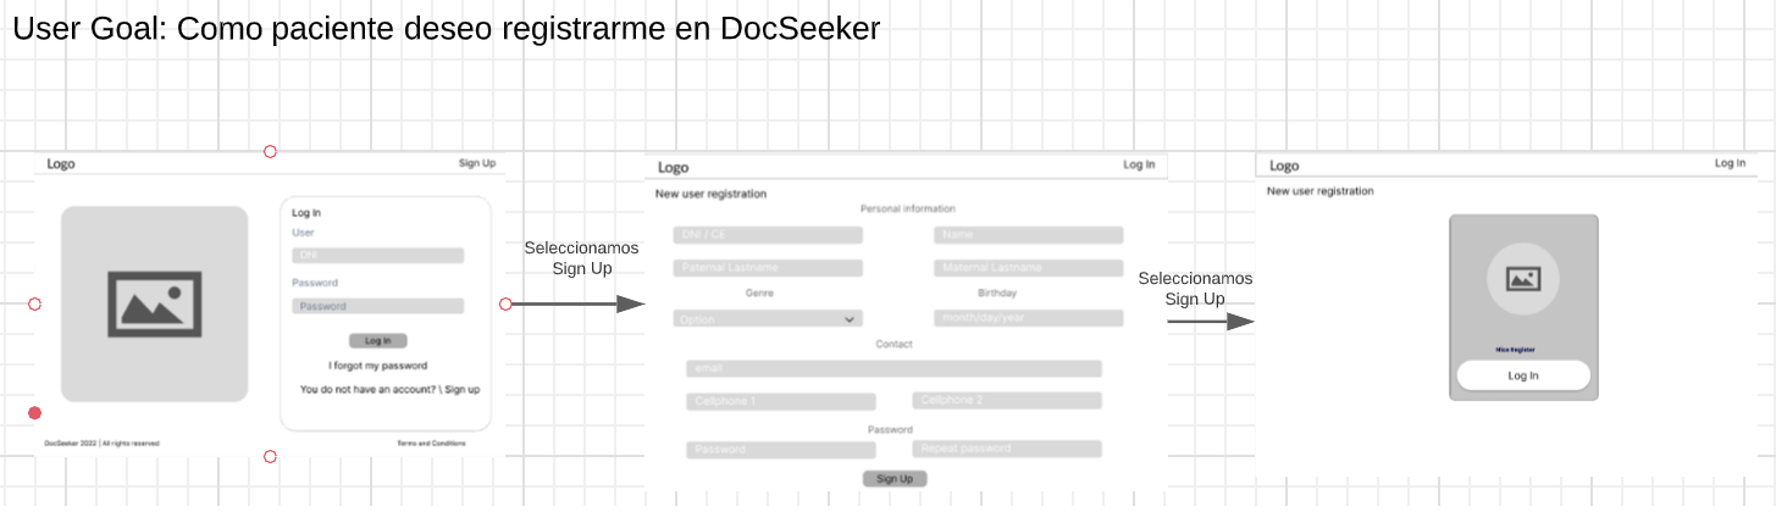 User Goal: Como paciente deseo registrarme en DocSeeker
Logo
Sign Up
Log In
User
DNI
Password
Password
Log In
I forgot my password
You do not have an account? \ Sign up
DocSeeker 2022 | All rights reserved
Terms and Conditions
Seleccionamos
Sign Up
Logo
Log In
New user registration
Personal information
DNI / CE
Name
Paternal Lastname
Maternal Lastname
Genre
Birthday
Option
month/day/year
Contact
email
Cellphone 1
Cellphone 2
Password
Password
Repeat password
Sign Up
Seleccionamos
Sign Up
Logo
Log In
New user registration
Nice Register
Log In